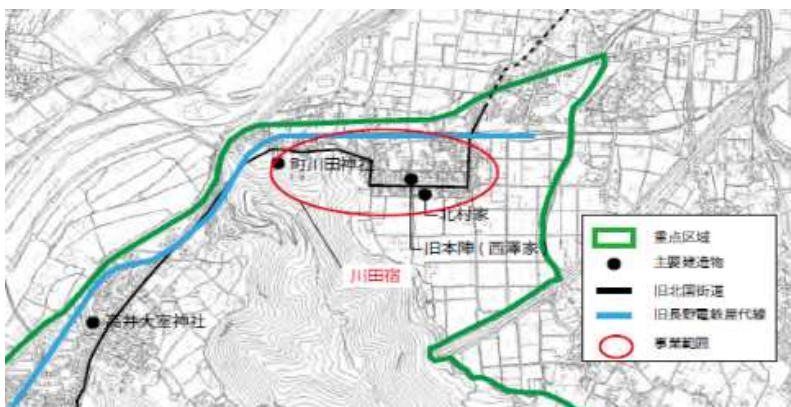 町川田神社
北村家
旧本陣(西澤家
川田宿
高井大室神社
重点区域
主要建造物
旧北国街道
旧長野電鉄屋代線
事業範囲